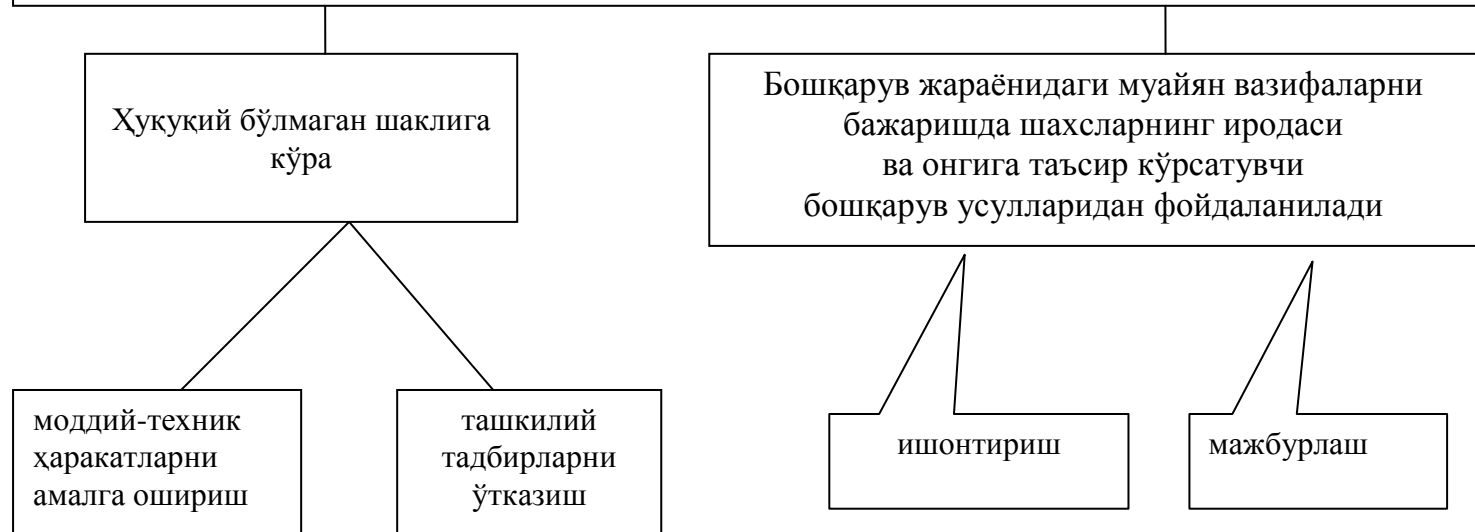 Ҳуқуқий бўлмаган шаклига
кўра
Бошқарув жараёнидаги муайян вазифаларни
бажаришда шахсларнинг иродаси
ва онгига таъсир кўрсатувчи
бошқарув усулларидан фойдаланилади
моддий-техник
ҳаракатларни
амалга ошириш
ташкилий
тадбирларни
ўтказиш
ишонтириш
мажбурлаш